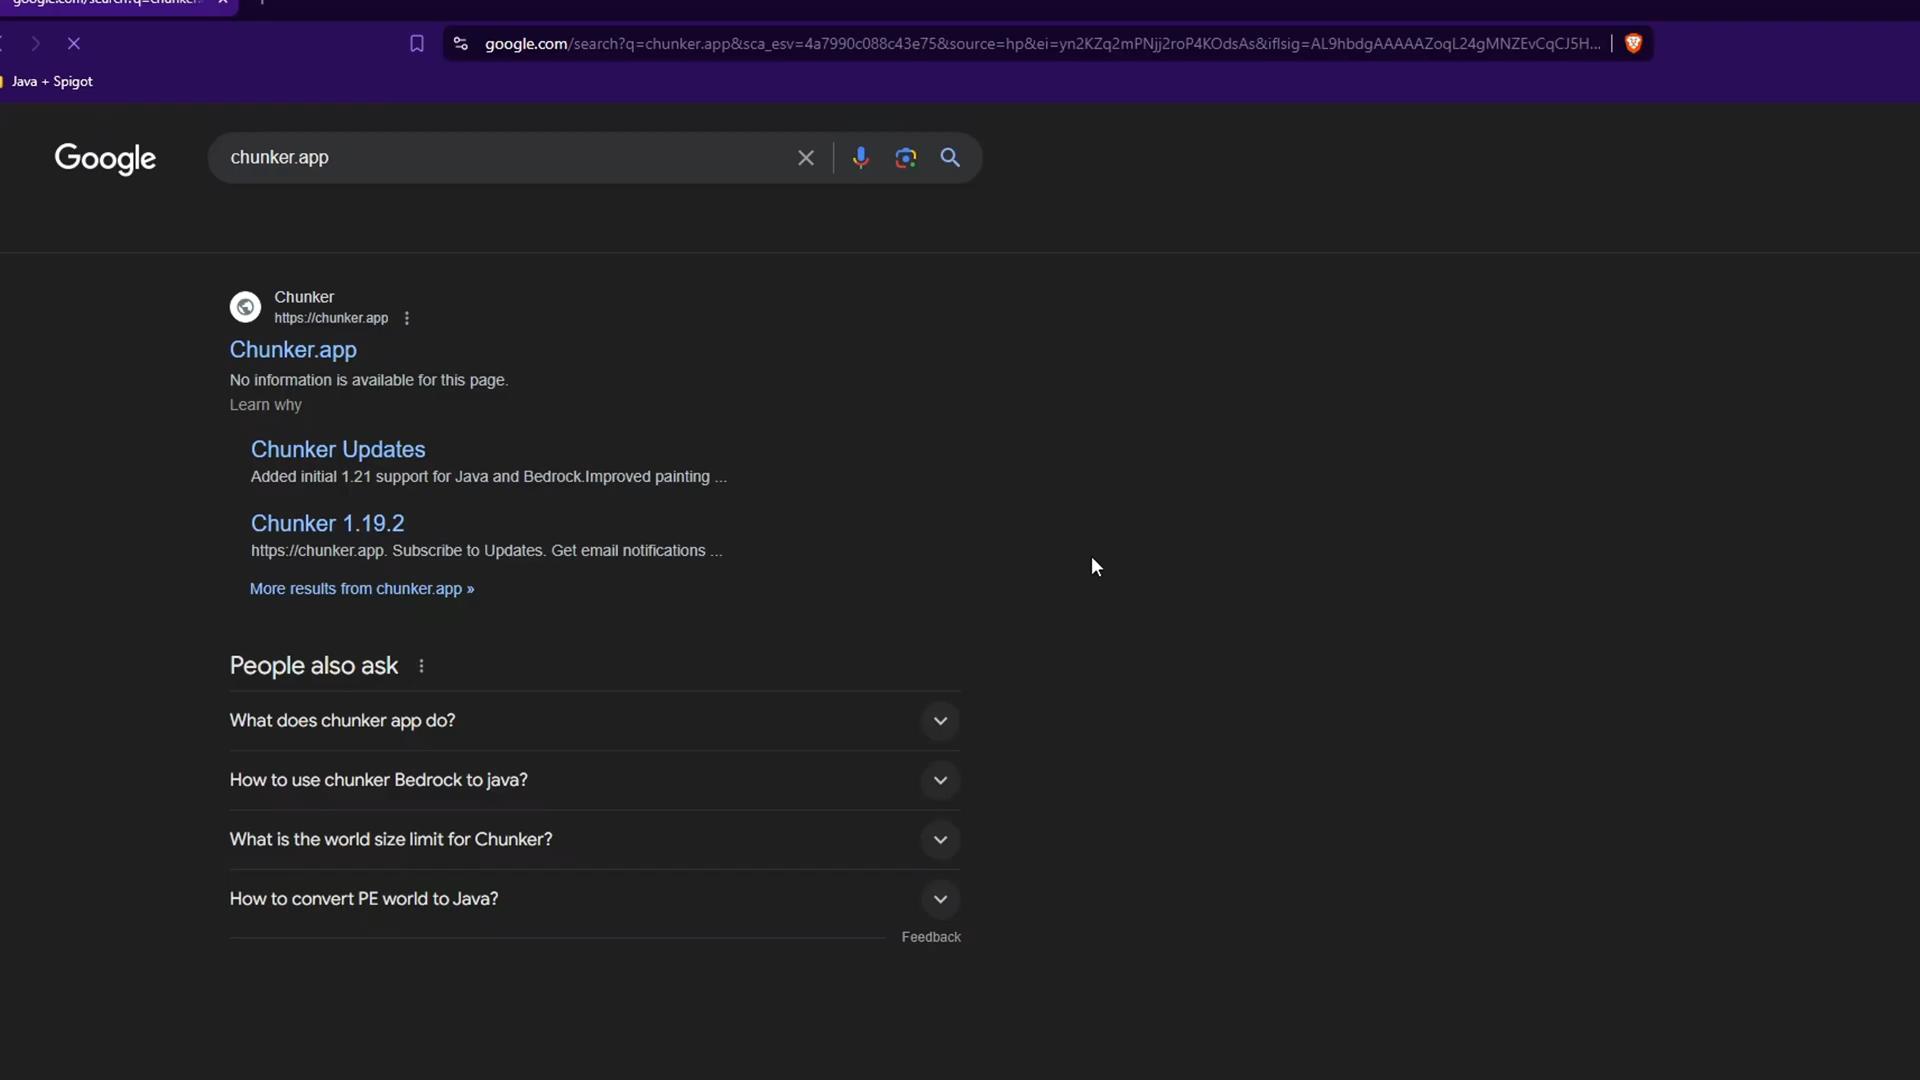 google.com/search?q=chunker.
google.com/search?q=chunker.app&sca_esv=4a7990c088c43e75&source=hp&ei=yn2KZq2mPNjj2roP4KOdsAs&iflsig=AL9hbdgAAAAAZoqL24gMNZEvCqCJ5H...
Java + Spigot
Google
chunker.app
Chunker
https://chunker.app
Chunker.app
No information is available for this page.
Learn why
Chunker Updates
Added initial 1.21 support for Java and Bedrock.Improved painting ...
Chunker 1.19.2
https://chunker.app. Subscribe to Updates. Get email notifications ...
More results from chunker.app »
People also ask
What does chunker app do?
How to use chunker Bedrock to java?
What is the world size limit for Chunker?
How to convert PE world to Java?
Feedback